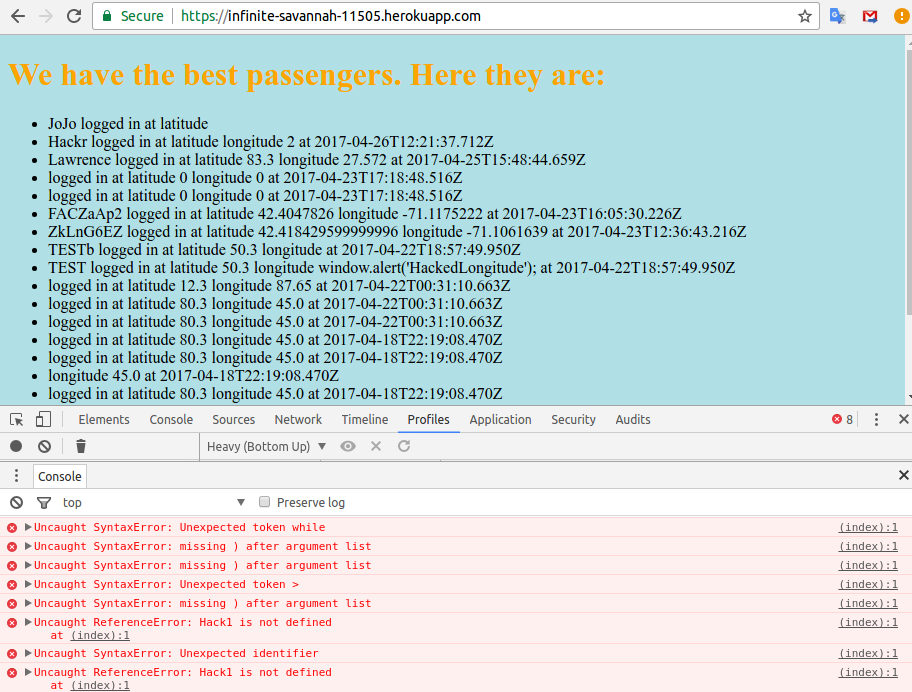 Secure https://infinite-savannah-11505.herokuapp.com
We have the best passengers. Here they are:
JoJo logged in at latitude
Hackr logged in at latitude longitude 2 at 2017-04-26T12:21:37.712Z
Lawrence logged in at latitude 83.3 longitude 27.572 at 2017-04-25T15:48:44.659Z
logged in at latitude 0 longitude 0 at 2017-04-23T17:18:48.516Z
logged in at latitude 0 longitude 0 at 2017-04-23T17:18:48.516Z
FACZaAp2 logged in at latitude 42.4047826 longitude -71.1175222 at 2017-04-23T16:05:30.226Z
ZkLnG6EZ logged in at latitude 42.418429599999996 longitude -71.1061639 at 2017-04-23T12:36:43.216Z
TESTb logged in at latitude 50.3 longitude at 2017-04-22T18:57:49.950Z
TEST logged in at latitude 50.3 longitude window.alert('HackedLongitude'); at 2017-04-22T18:57:49.950Z
logged in at latitude 12.3 longitude 87.65 at 2017-04-22T00:31:10.663Z
logged in at latitude 80.3 longitude 45.0 at 2017-04-22T00:31:10.663Z
logged in at latitude 80.3 longitude 45.0 at 2017-04-22T00:31:10.663Z
logged in at latitude 80.3 longitude 45.0 at 2017-04-18T22:19:08.470Z
logged in at latitude 80.3 longitude 45.0 at 2017-04-18T22:19:08.470Z
longitude 45.0 at 2017-04-18T22:19:08.470Z
logged in at latitude 80.3 longitude 45.0 at 2017-04-18T22:19:08.470Z
Elements Console Sources Network Timeline Profiles Application Security Audits 8
Heavy (Bottom Up)
Console
top Preserve log
Uncaught SyntaxError: Unexpected token while (index):1
Uncaught SyntaxError: missing ) after argument list (index):1
Uncaught SyntaxError: missing ) after argument list (index):1
Uncaught SyntaxError: Unexpected token > (index):1
Uncaught SyntaxError: missing ) after argument list (index):1
Uncaught ReferenceError: Hack1 is not defined (index):1
at (index):1
Uncaught SyntaxError: Unexpected identifier (index):1
Uncaught ReferenceError: Hack1 is not defined (index):1
at (index):1